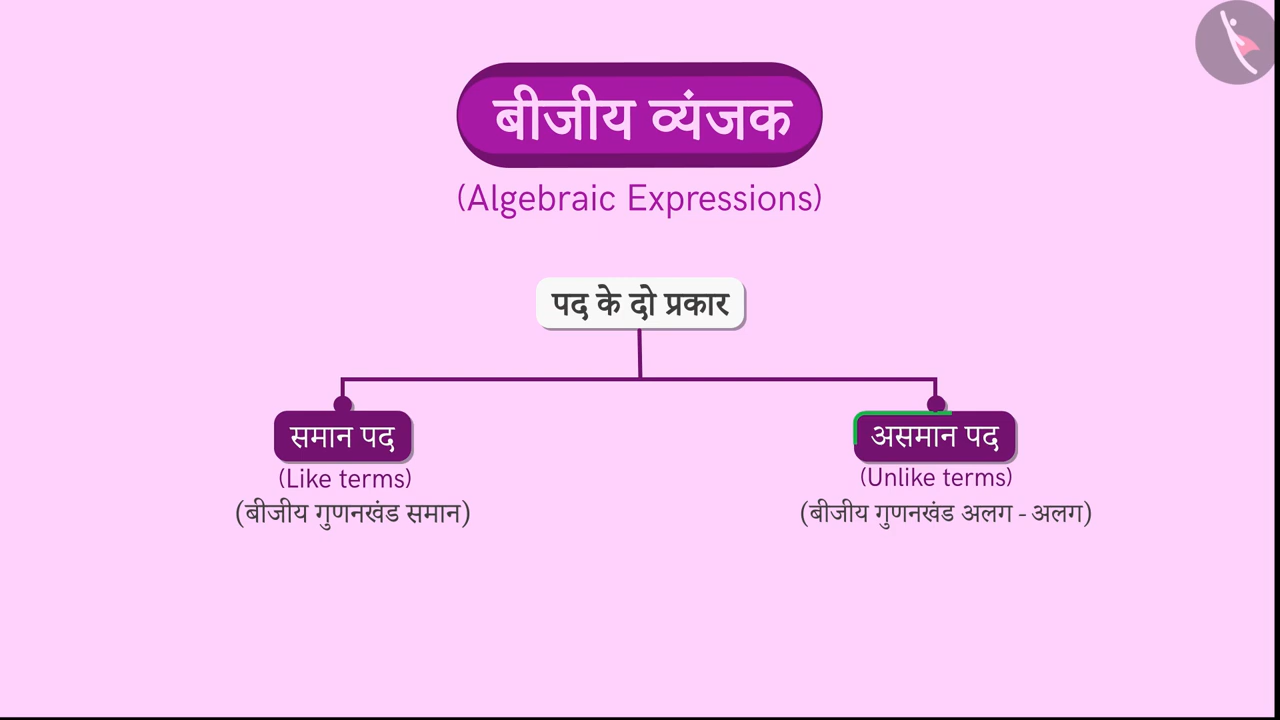 बीजीय व्यंजक
(Algebraic Expressions)
पद के दो प्रकार
समान पद
(Like terms)
(बीजीय गुणनखंड समान)
असमान पद
(Unlike terms)
(बीजीय गुणनखंड अलग - अलग)